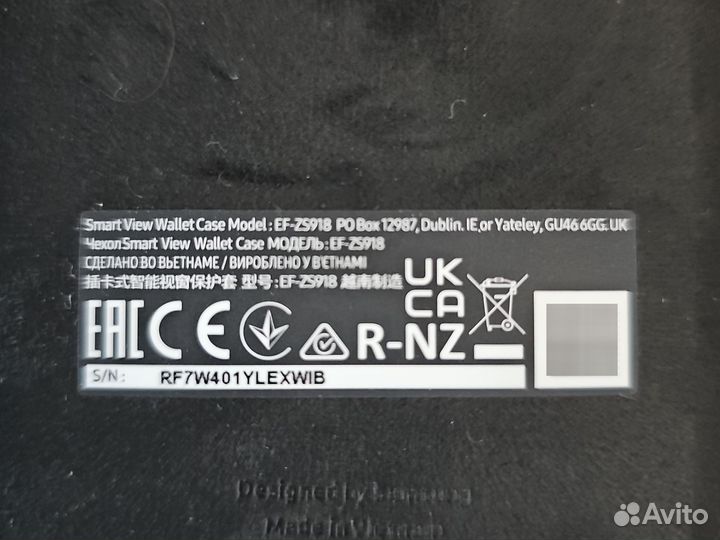 Smart View Wallet Case Model : EF-ZS918 PO Box 12987, Dublin. IE,or Yateley, GU46 6GG. UK
Чехол Smart View Wallet Case МОДЕЛЬ : EF-ZS918
СДЕЛАНО ВО ВЬЕТНАМЕ / ВИРОБЛЕНО У В'ЄТНАМІ
插卡式智能视窗保护套 型号 : EF-ZS918 越南制造
UK
CA
EAC CE R-NZ
S/N : RF7W401YLEXWIB
Designed by Samsung
Made in Vietnam
Avito